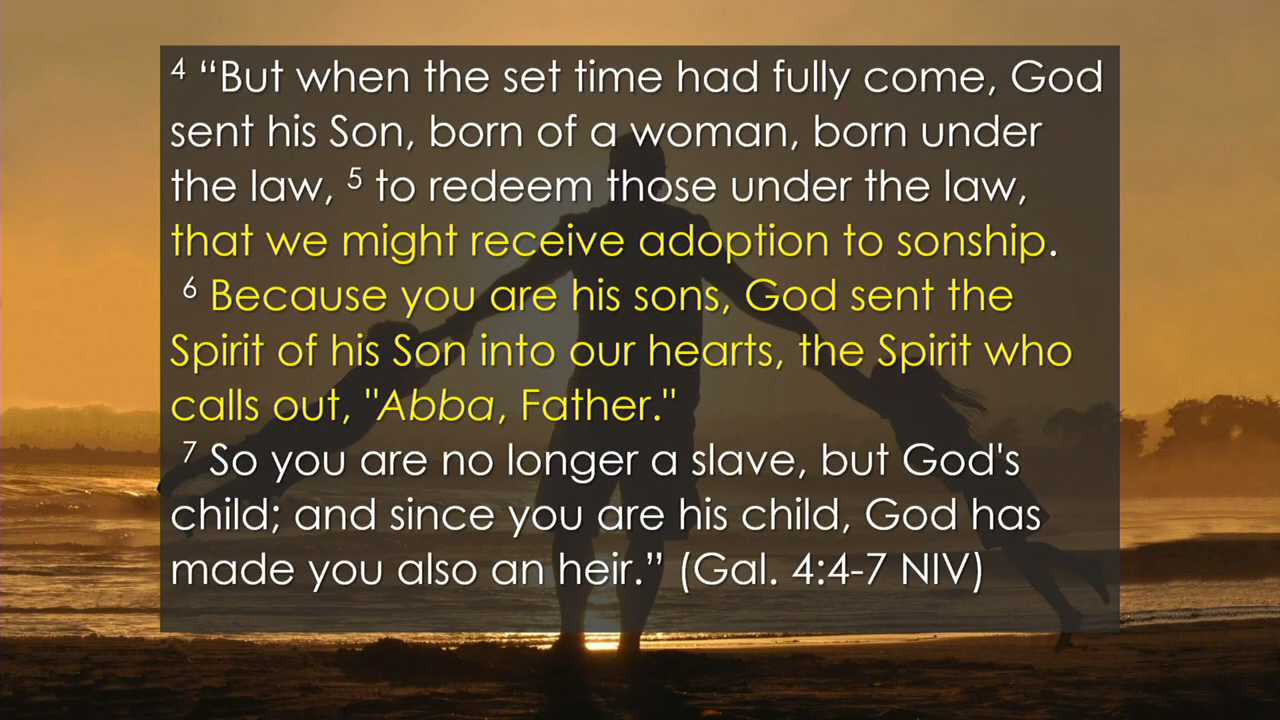 4 “But when the set time had fully come, God
sent his Son, born of a woman, born under
the law, 5 to redeem those under the law,
that we might receive adoption to sonship.
6 Because you are his sons, God sent the
Spirit of his Son into our hearts, the Spirit who
calls out, "Abba, Father."
7 So you are no longer a slave, but God's
child; and since you are his child, God has
made you also an heir.” (Gal. 4:4-7 NIV)